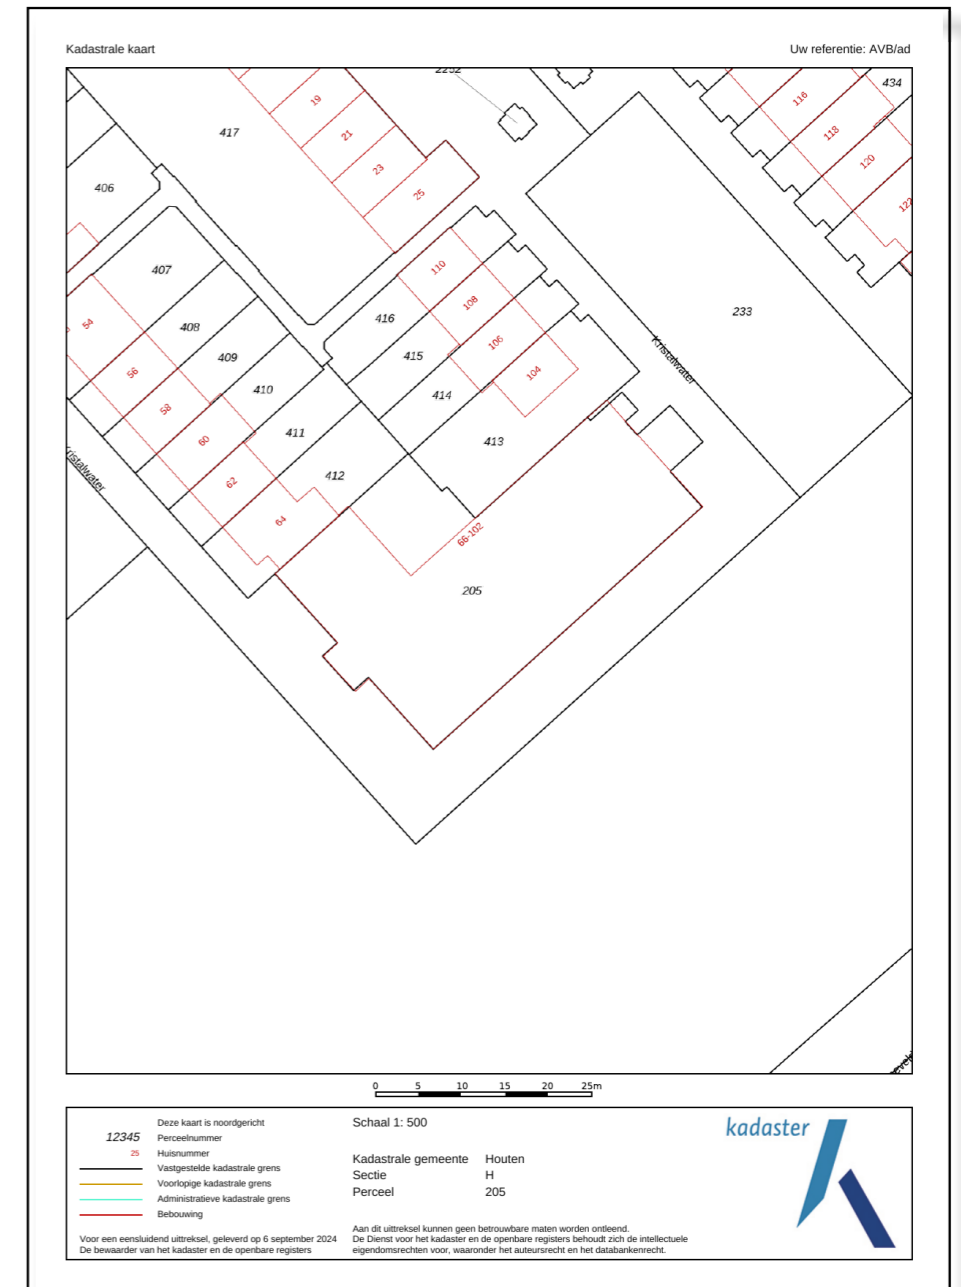 Kadastrale kaart
Uw referentie: AVB/ad
2252
434
19
116
417
21
118
23
120
406
25
122
407
110
108
416
233
54
408
106
Kristalwater
409
415
56
104
410
414
58
411
60
413
Kristalwater
412
62
64
66-102
205
0 5 10 15 20 25m
Deze kaart is noordgericht
12345 Perceelnummer
25 Huisnummer
Vastgestelde kadastrale grens
Voorlopige kadastrale grens
Administratieve kadastrale grens
Bebouwing
Voor een eensluidend uittreksel, geleverd op 6 september 2024
De bewaarder van het kadaster en de openbare registers
Schaal 1: 500
Kadastrale gemeente Houten
Sectie H
Perceel 205
Aan dit uittreksel kunnen geen betrouwbare maten worden ontleend.
De Dienst voor het kadaster en de openbare registers behoudt zich de intellectuele
eigendomsrechten voor, waaronder het auteursrecht en het databankenrecht.
kadaster